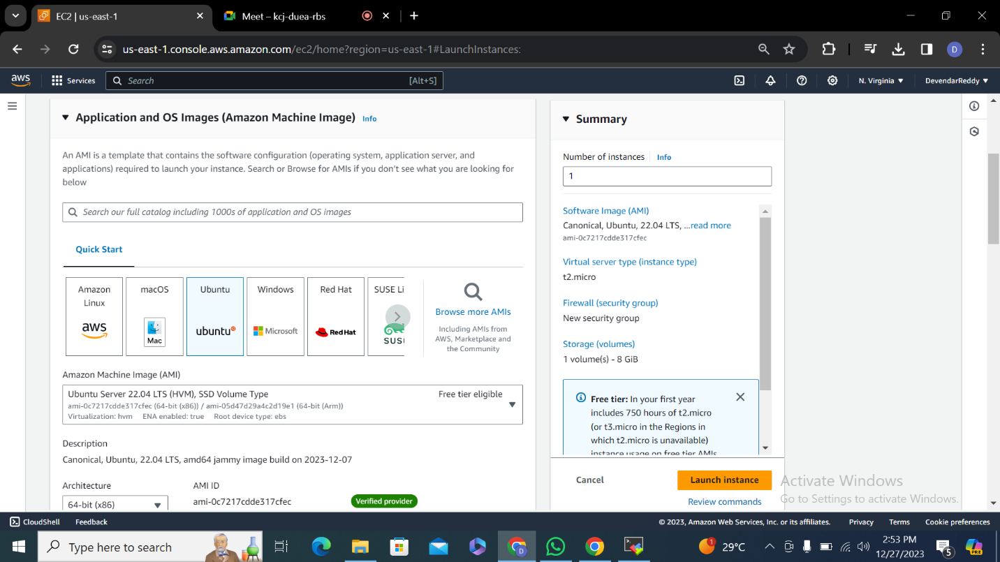 EC2 | us-east-1
Meet – kcj-duea-rbs
us-east-1.console.aws.amazon.com/ec2/home?region=us-east-1#LaunchInstances:
D
aws
Services
Search
[Alt+S]
N. Virginia
DevendarReddy
Application and OS Images (Amazon Machine Image)
Info
An AMI is a template that contains the software configuration (operating system, application server, and
applications) required to launch your instance. Search or Browse for AMIs if you don't see what you are looking for
below
Search our full catalog including 1000s of application and OS images
Quick Start
Amazon
Linux
aws
macOS
Mac
Ubuntu
ubuntu
Windows
Microsoft
Red Hat
RedHat
SUSE Li
SUS
Browse more AMIs
Including AMIs from
AWS, Marketplace and
the Community
Amazon Machine Image (AMI)
Ubuntu Server 22.04 LTS (HVM), SSD Volume Type
Free tier eligible
ami-0c7217cdde317cfec (64-bit (x86)) / ami-05d47d29a4c2d19e1 (64-bit (Arm))
Virtualization: hvm ENA enabled: true Root device type: ebs
Description
Canonical, Ubuntu, 22.04 LTS, amd64 jammy image build on 2023-12-07
Architecture
AMI ID
64-bit (x86)
ami-0c7217cdde317cfec
Verified provider
Summary
Number of instances
Info
1
Software Image (AMI)
Canonical, Ubuntu, 22.04 LTS, ...read more
ami-0c7217cdde317cfec
Virtual server type (instance type)
t2.micro
Firewall (security group)
New security group
Storage (volumes)
1 volume(s) - 8 GiB
Free tier: In your first year
includes 750 hours of t2.micro
(or t3.micro in the Regions in
which t2.micro is unavailable)
instance usage on free tier AMIs
Cancel
Launch instance
Review commands
Activate Windows
Go to Settings to activate Windows.
CloudShell
Feedback
© 2023, Amazon Web Services, Inc. or its affiliates.
Privacy
Terms
Cookie preferences
Type here to search
D
1
29°C
2:53 PM
12/27/2023
5
PRE